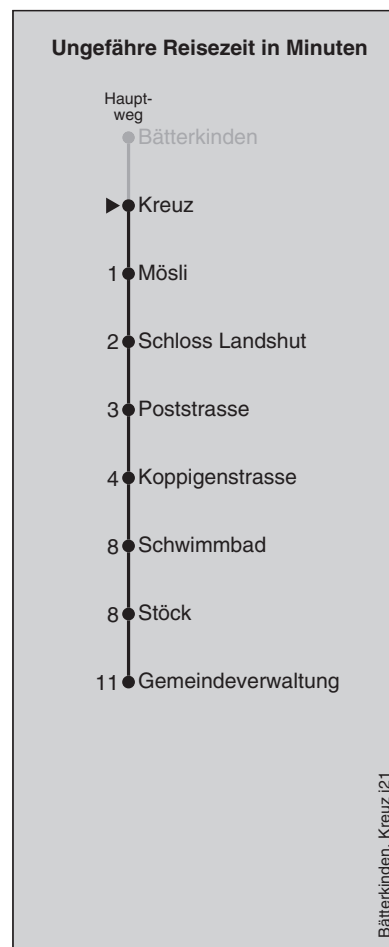 Ungefähre Reisezeit in Minuten
Haupt-
weg
Bätterkinden
Kreuz
1 Mösli
2 Schloss Landshut
3 Poststrasse
4 Koppigenstrasse
8 Schwimmbad
8 Stöck
11 Gemeindeverwaltung
Bätterkinden, Kreuz j21